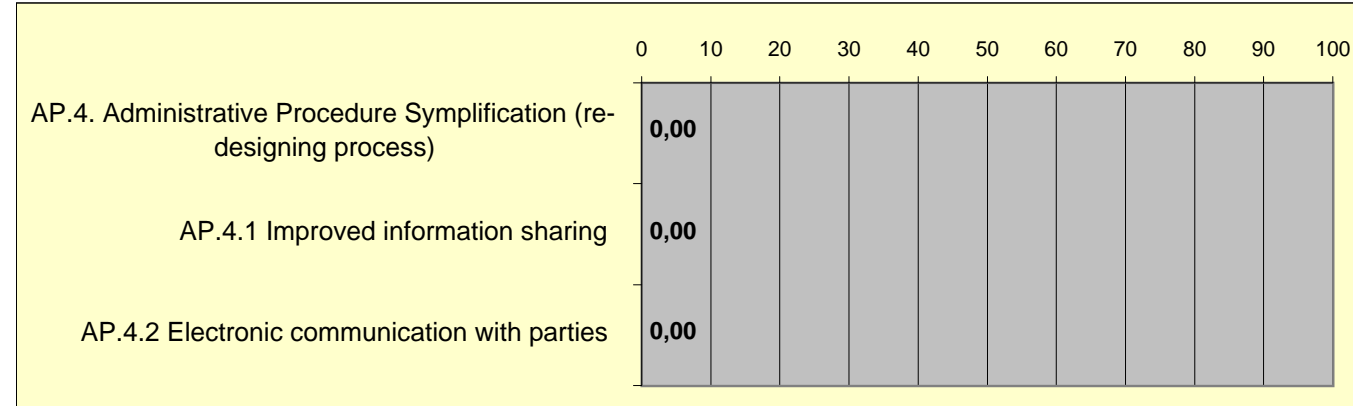 0 10 20 30 40 50 60 70 80 90 100
AP.4. Administrative Procedure Symplification (re-
designing process)
0,00
AP.4.1 Improved information sharing 0,00
AP.4.2 Electronic communication with parties 0,00